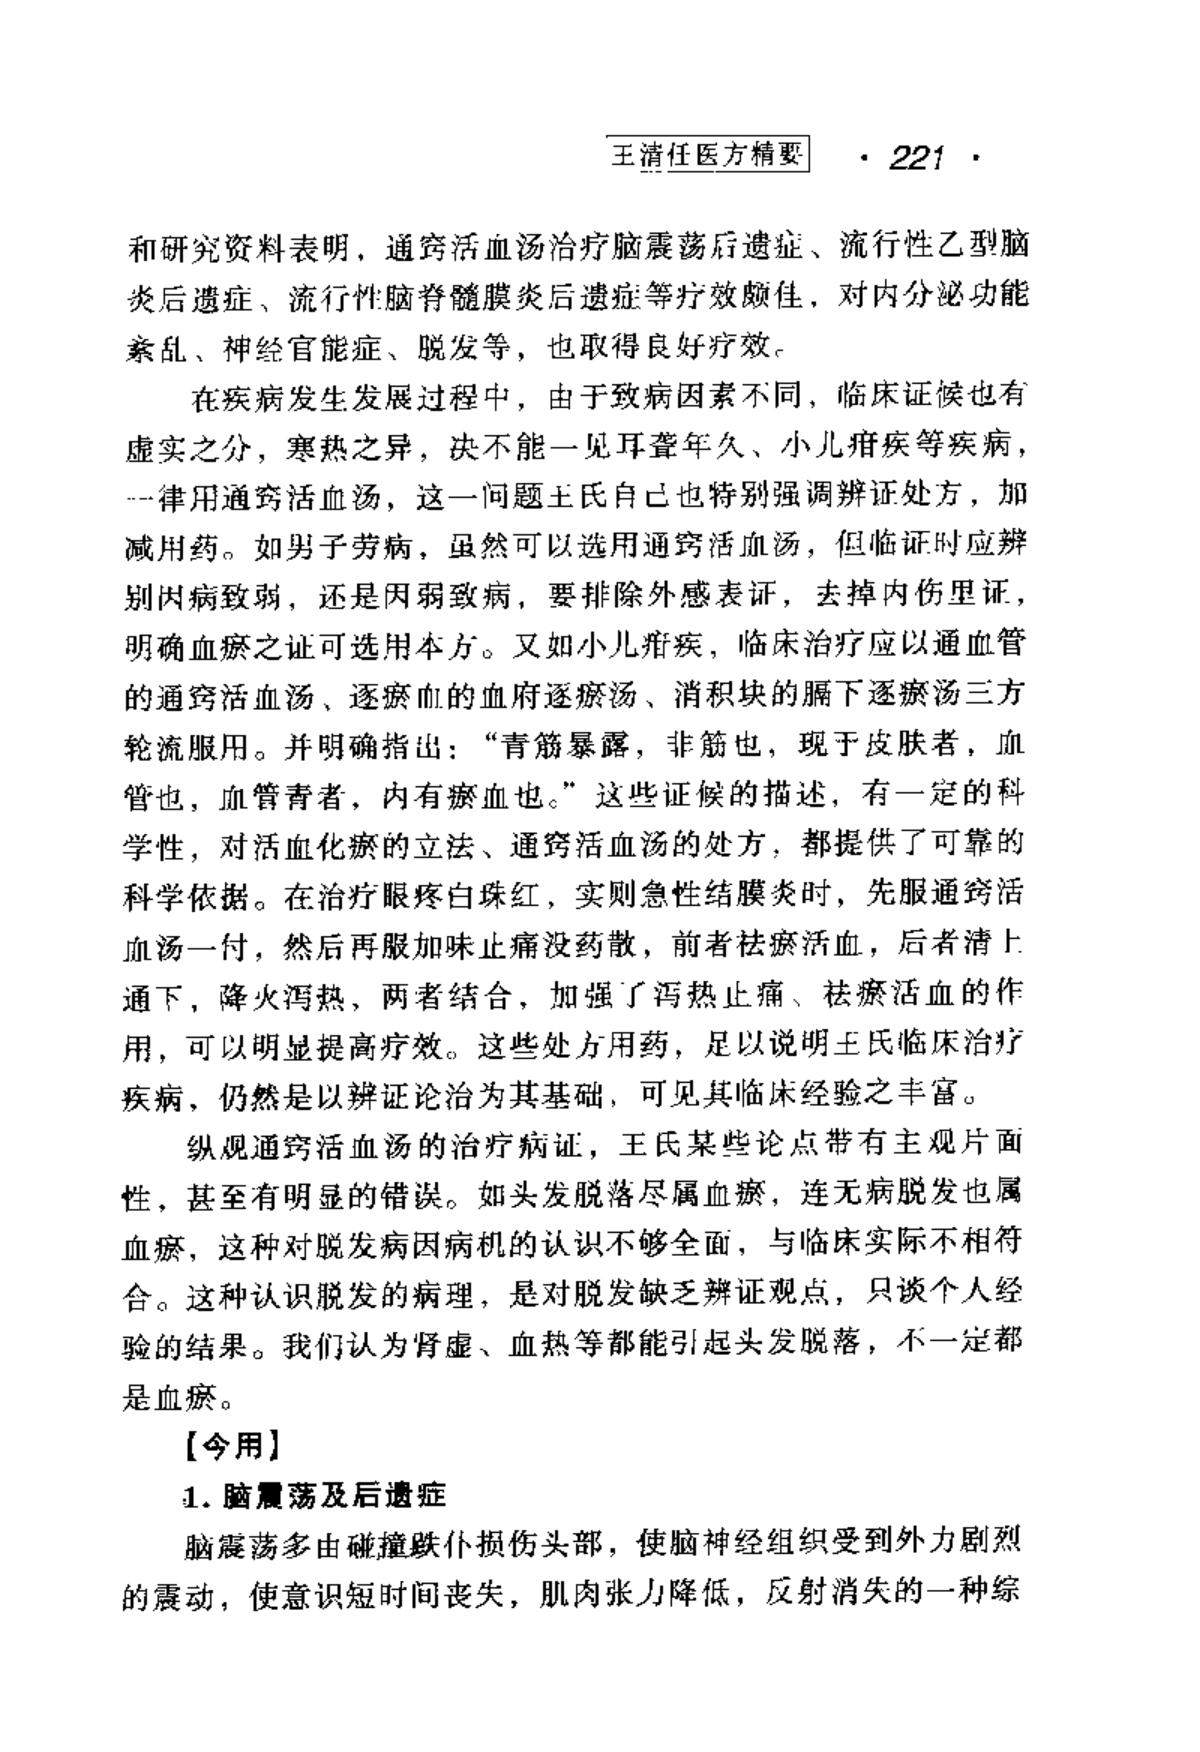 王清任医方精要 · 221 ·
和研究资料表明，通窍活血汤治疗脑震荡后遗症、流行性乙型脑
炎后遗症、流行性脑脊髓膜炎后遗症等疗效颇佳，对内分泌功能
紊乱、神经官能症、脱发等，也取得良好疗效。
在疾病发生发展过程中，由于致病因素不同，临床证候也有
虚实之分，寒热之异，决不能一见耳聋年久、小儿疳疾等疾病，
一律用通窍活血汤，这一问题王氏自己也特别强调辨证处方，加
减用药。如男子劳病，虽然可以选用通窍活血汤，但临证时应辨
别因病致弱，还是因弱致病，要排除外感表证，去掉内伤里证，
明确血瘀之证可选用本方。又如小儿疳疾，临床治疗应以通血管
的通窍活血汤、逐瘀血的血府逐瘀汤、消积块的膈下逐瘀汤三方
轮流服用。并明确指出：“青筋暴露，非筋也，现于皮肤者，血
管也，血管青者，内有瘀血也。”这些证候的描述，有一定的科
学性，对活血化瘀的立法、通窍活血汤的处方，都提供了可靠的
科学依据。在治疗眼疼白珠红，实则急性结膜炎时，先服通窍活
血汤一付，然后再服加味止痛没药散，前者祛瘀活血，后者清上
通下，降火泻热，两者结合，加强了泻热止痛、祛瘀活血的作
用，可以明显提高疗效。这些处方用药，足以说明王氏临床治疗
疾病，仍然是以辨证论治为其基础，可见其临床经验之丰富。
纵观通窍活血汤的治疗病证，王氏某些论点带有主观片面
性，甚至有明显的错误。如头发脱落尽属血瘀，连无病脱发也属
血瘀，这种对脱发病因病机的认识不够全面，与临床实际不相符
合。这种认识脱发的病理，是对脱发缺乏辨证观点，只谈个人经
验的结果。我们认为肾虚、血热等都能引起头发脱落，不一定都
是血瘀。
【今用】
1. 脑震荡及后遗症
脑震荡多由碰撞跌仆损伤头部，使脑神经组织受到外力剧烈
的震动，使意识短时间丧失，肌肉张力降低，反射消失的一种综